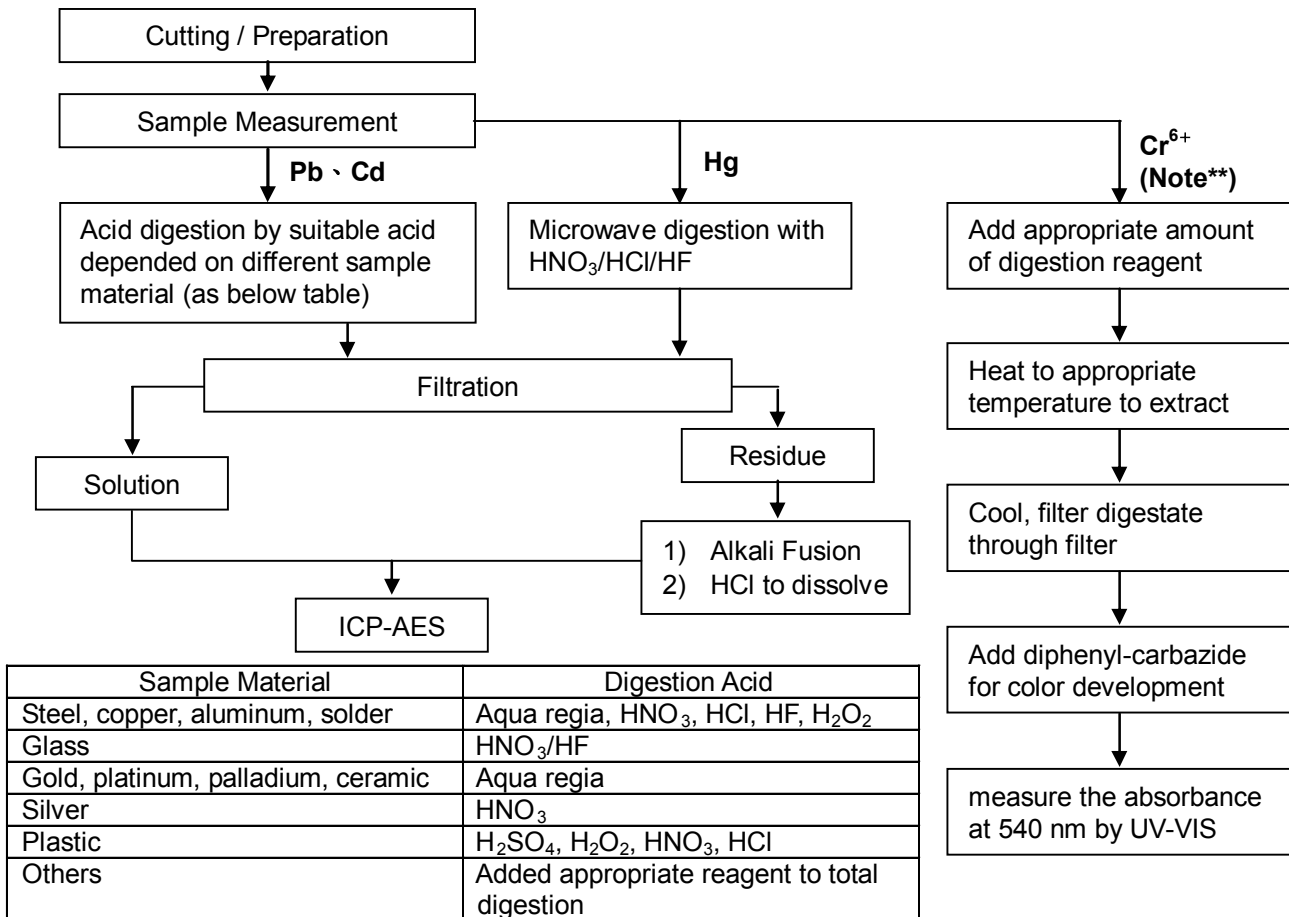 Cutting / Preparation
Sample Measurement
Pb、Cd
Hg
Cr⁶⁺
(Note**)
Acid digestion by suitable acid
depended on different sample
material (as below table)
Microwave digestion with
HNO₃/HCl/HF
Add appropriate amount
of digestion reagent
Filtration
Heat to appropriate
temperature to extract
Solution
Residue
Cool, filter digestate
through filter
1) Alkali Fusion
2) HCl to dissolve
ICP-AES
Add diphenyl-carbazide
for color development
measure the absorbance
at 540 nm by UV-VIS
Sample Material Digestion Acid
Steel, copper, aluminum, solder Aqua regia, HNO₃, HCl, HF, H₂O₂
Glass HNO₃/HF
Gold, platinum, palladium, ceramic Aqua regia
Silver HNO₃
Plastic H₂SO₄, H₂O₂, HNO₃, HCl
Others Added appropriate reagent to total
digestion